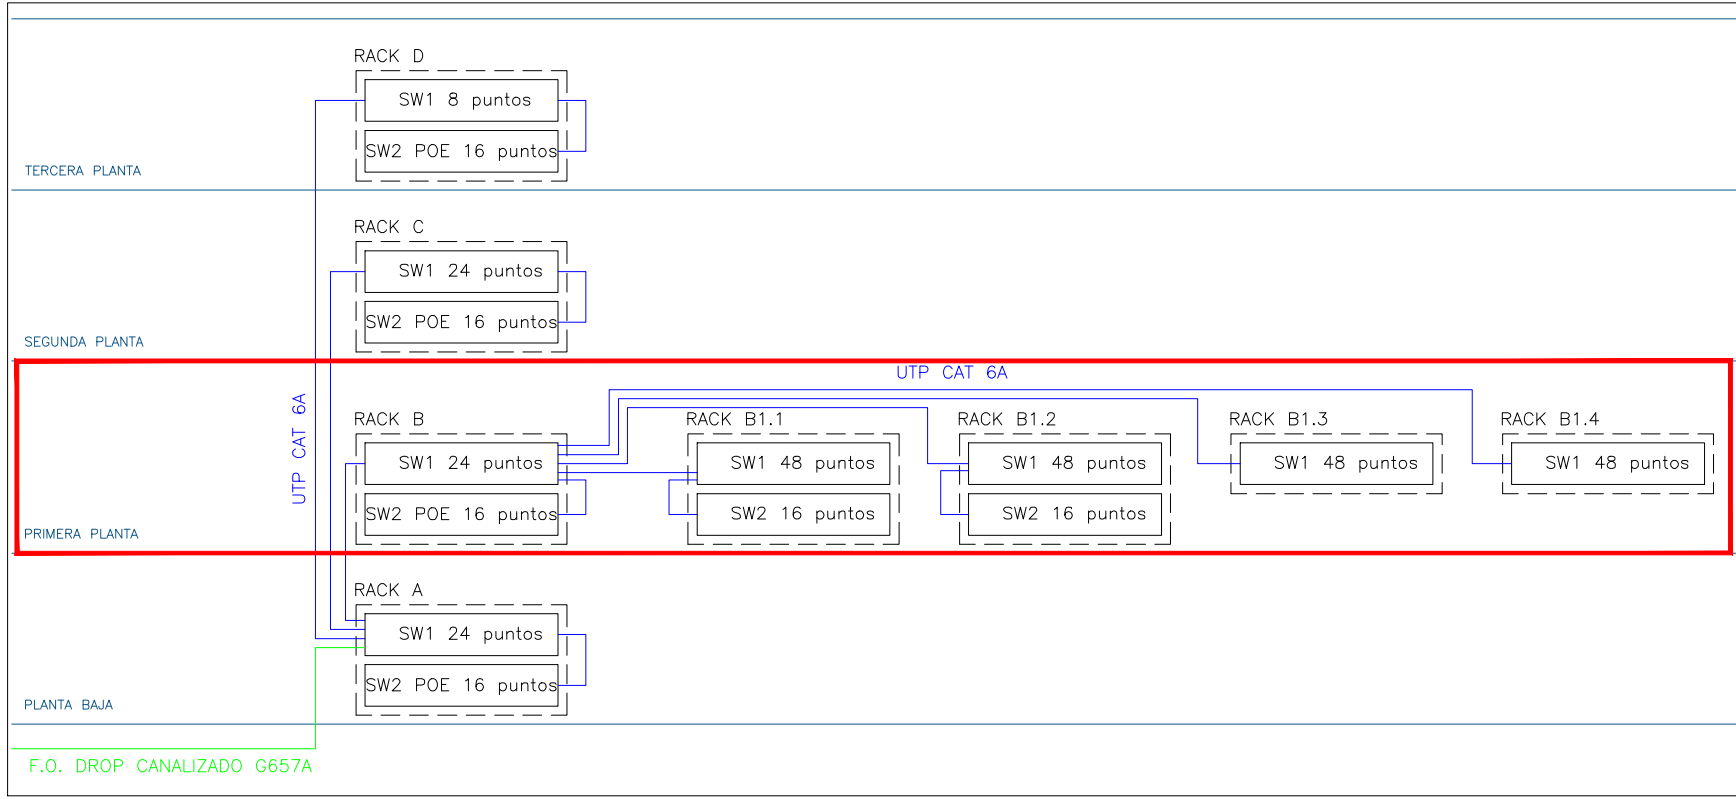 RACK D
SW1 8 puntos
SW2 POE 16 puntos
TERCERA PLANTA
RACK C
SW1 24 puntos
SW2 POE 16 puntos
SEGUNDA PLANTA
UTP CAT 6A
UTP CAT 6A
RACK B
SW1 24 puntos
SW2 POE 16 puntos
RACK B1.1
SW1 48 puntos
SW2 16 puntos
RACK B1.2
SW1 48 puntos
SW2 16 puntos
RACK B1.3
SW1 48 puntos
RACK B1.4
SW1 48 puntos
PRIMERA PLANTA
RACK A
SW1 24 puntos
SW2 POE 16 puntos
PLANTA BAJA
F.O. DROP CANALIZADO G657A